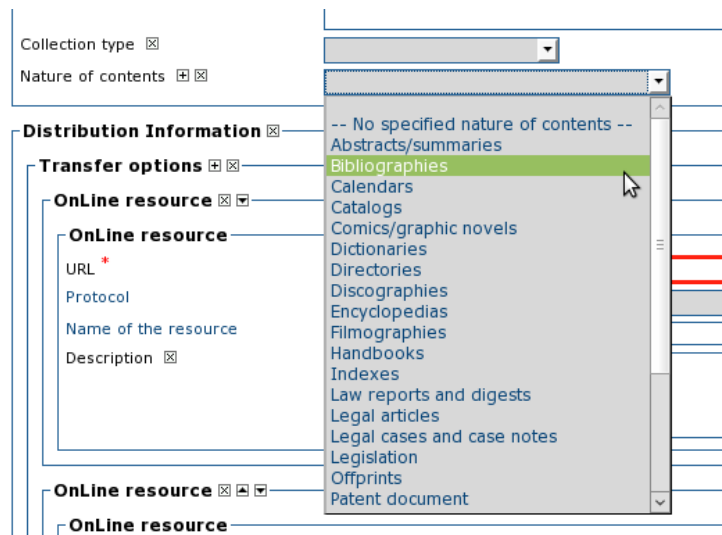 Collection type
Nature of contents
-- No specified nature of contents --
Abstracts/summaries
Bibliographies
Calendars
Catalogs
Comics/graphic novels
Dictionaries
Directories
Discographies
Encyclopedias
Filmographies
Handbooks
Indexes
Law reports and digests
Legal articles
Legal cases and case notes
Legislation
Offprints
Patent document
Distribution Information
Transfer options
OnLine resource
OnLine resource
URL *
Protocol
Name of the resource
Description
OnLine resource
OnLine resource